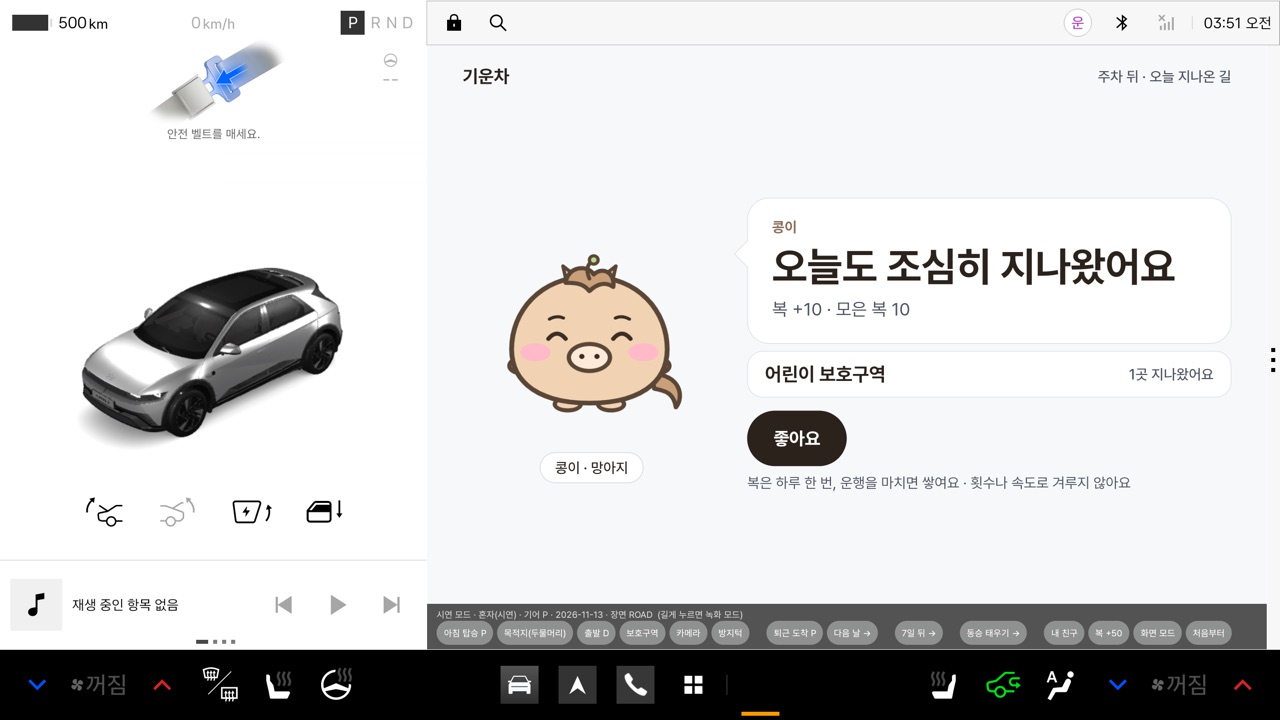 500 km
0 km/h
P R N D
안전 벨트를 매세요.
재생 중인 항목 없음
운
03:51 오전
기운차
주차 뒤 · 오늘 지나온 길
콩이
오늘도 조심히 지나왔어요
복 +10 · 모은 복 10
어린이 보호구역
1곳 지나왔어요
좋아요
콩이 · 망아지
복은 하루 한 번, 운행을 마치면 쌓여요 · 횟수나 속도로 겨루지 않아요
시연 모드 · 혼자(시연) · 기어 P · 2026-11-13 · 장면 ROAD (길게 누르면 녹화 모드)
아침 탑승 P 목적지(두물머리) 출발 D 보호구역 카메라 방지턱 퇴근 도착 P 다음 날 → 7일 뒤 → 동승 태우기 → 내 친구 복 +50 화면 모드 처음부터
꺼짐
A
꺼짐